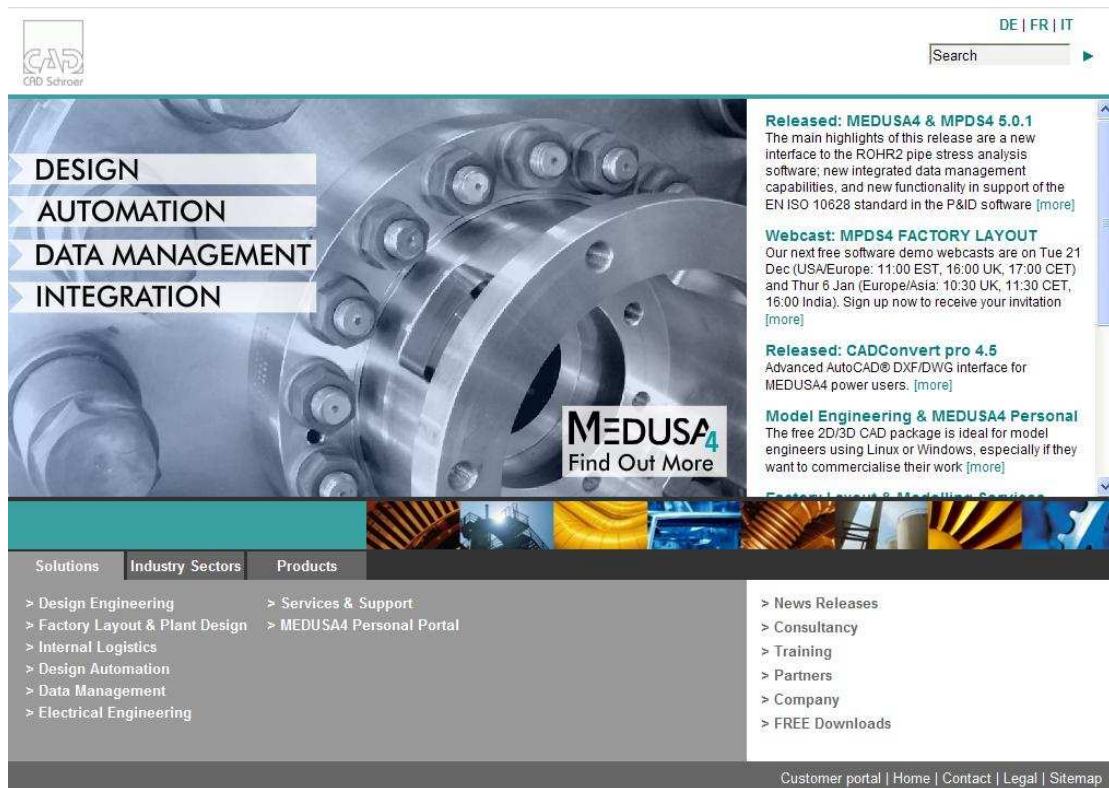 DE | FR | IT
Search
CAD
CAD Schroer
DESIGN
AUTOMATION
DATA MANAGEMENT
INTEGRATION
MEDUSA4
Find Out More
Released: MEDUSA4 & MPDS4 5.0.1
The main highlights of this release are a new
interface to the ROHR2 pipe stress analysis
software; new integrated data management
capabilities, and new functionality in support of the
EN ISO 10628 standard in the P&ID software [more]
Webcast: MPDS4 FACTORY LAYOUT
Our next free software demo webcasts are on Tue 21
Dec (USA/Europe: 11:00 EST, 16:00 UK, 17:00 CET)
and Thur 6 Jan (Europe/Asia: 10:30 UK, 11:30 CET,
16:00 India). Sign up now to receive your invitation
[more]
Released: CADConvert pro 4.5
Advanced AutoCAD® DXF/DWG interface for
MEDUSA4 power users. [more]
Model Engineering & MEDUSA4 Personal
The free 2D/3D CAD package is ideal for model
engineers using Linux or Windows, especially if they
want to commercialise their work [more]
Factory Layout & Modelling Services
Solutions Industry Sectors Products
> Design Engineering
> Factory Layout & Plant Design
> Internal Logistics
> Design Automation
> Data Management
> Electrical Engineering
> Services & Support
> MEDUSA4 Personal Portal
> News Releases
> Consultancy
> Training
> Partners
> Company
> FREE Downloads
Customer portal | Home | Contact | Legal | Sitemap